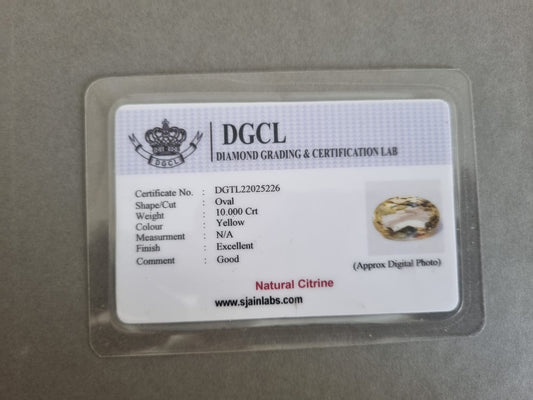 DGCL
DGCL
DIAMOND GRADING & CERTIFICATION LAB
Certificate No. : DGTL22025226
Shape/Cut : Oval
Weight : 10.000 Crt
Colour : Yellow
Measurment : N/A
Finish : Excellent
Comment : Good
(Approx Digital Photo)
Natural Citrine
www.sjainlabs.com